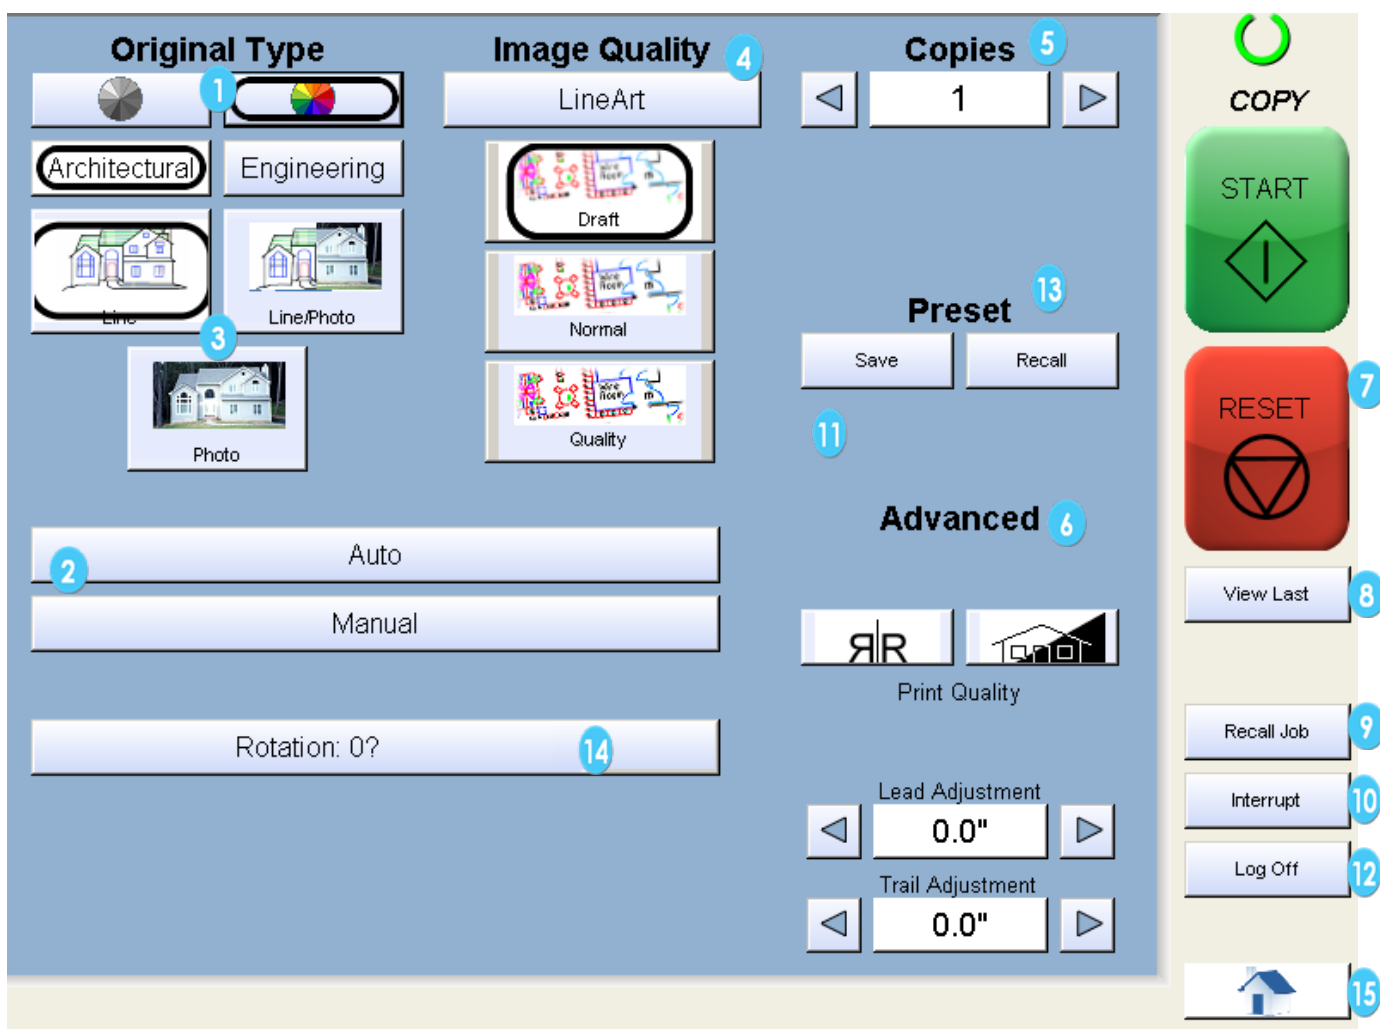 Original Type
1
Architectural
Engineering
Line
Line/Photo
3
Photo
Image Quality
4
LineArt
Draft
Normal
Quality
2
Auto
Manual
Rotation: 0?
14
Copies
5
1
13
Preset
Save
Recall
11
Advanced
6
ЯR
Print Quality
Lead Adjustment
0.0"
Trail Adjustment
0.0"
COPY
START
RESET
7
View Last
8
Recall Job
9
Interrupt
10
Log Off
12
15